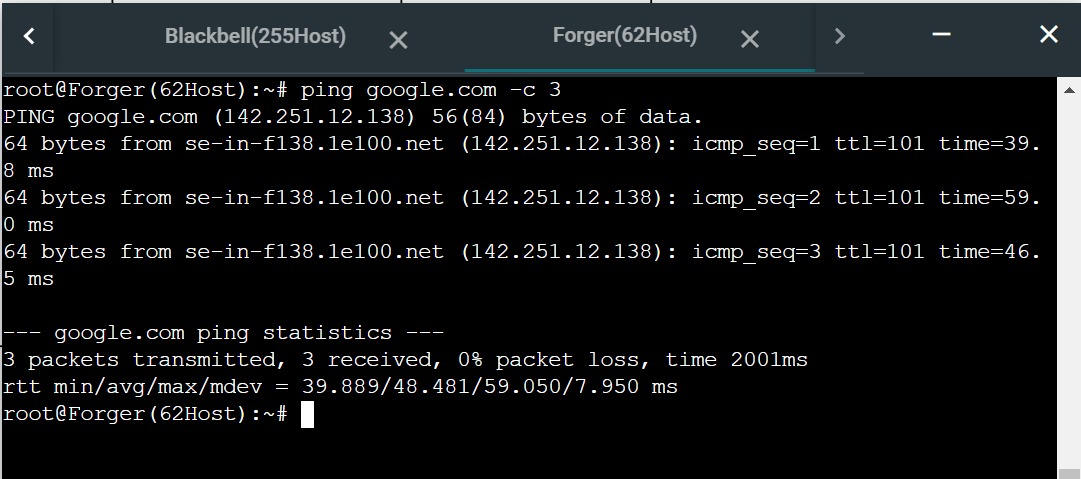 Blackbell(255Host) Forger(62Host)
root@Forger(62Host):~# ping google.com -c 3
PING google.com (142.251.12.138) 56(84) bytes of data.
64 bytes from se-in-f138.1e100.net (142.251.12.138): icmp_seq=1 ttl=101 time=39.
8 ms
64 bytes from se-in-f138.1e100.net (142.251.12.138): icmp_seq=2 ttl=101 time=59.
0 ms
64 bytes from se-in-f138.1e100.net (142.251.12.138): icmp_seq=3 ttl=101 time=46.
5 ms
--- google.com ping statistics ---
3 packets transmitted, 3 received, 0% packet loss, time 2001ms
rtt min/avg/max/mdev = 39.889/48.481/59.050/7.950 ms
root@Forger(62Host):~#